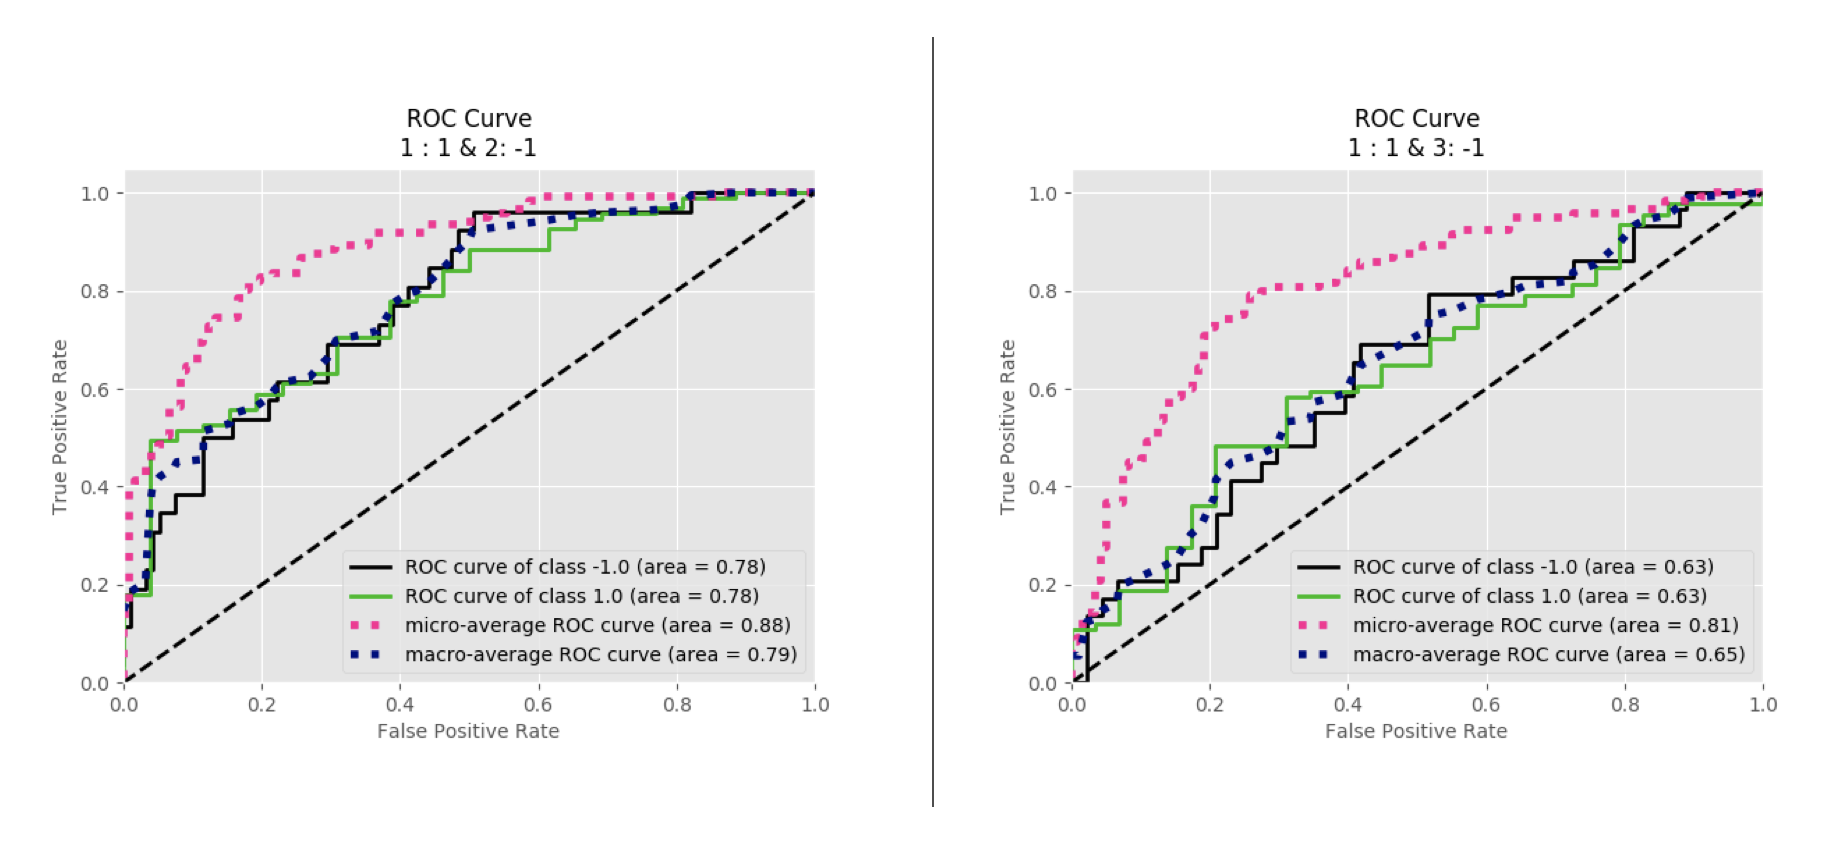 ROC Curve
1 : 1 & 2: -1
True Positive Rate
1.0
0.8
0.6
0.4
0.2
0.0
ROC curve of class -1.0 (area = 0.78)
ROC curve of class 1.0 (area = 0.78)
micro-average ROC curve (area = 0.88)
macro-average ROC curve (area = 0.79)
0.0 0.2 0.4 0.6 0.8 1.0
False Positive Rate
ROC Curve
1 : 1 & 3: -1
True Positive Rate
1.0
0.8
0.6
0.4
0.2
0.0
ROC curve of class -1.0 (area = 0.63)
ROC curve of class 1.0 (area = 0.63)
micro-average ROC curve (area = 0.81)
macro-average ROC curve (area = 0.65)
0.0 0.2 0.4 0.6 0.8 1.0
False Positive Rate